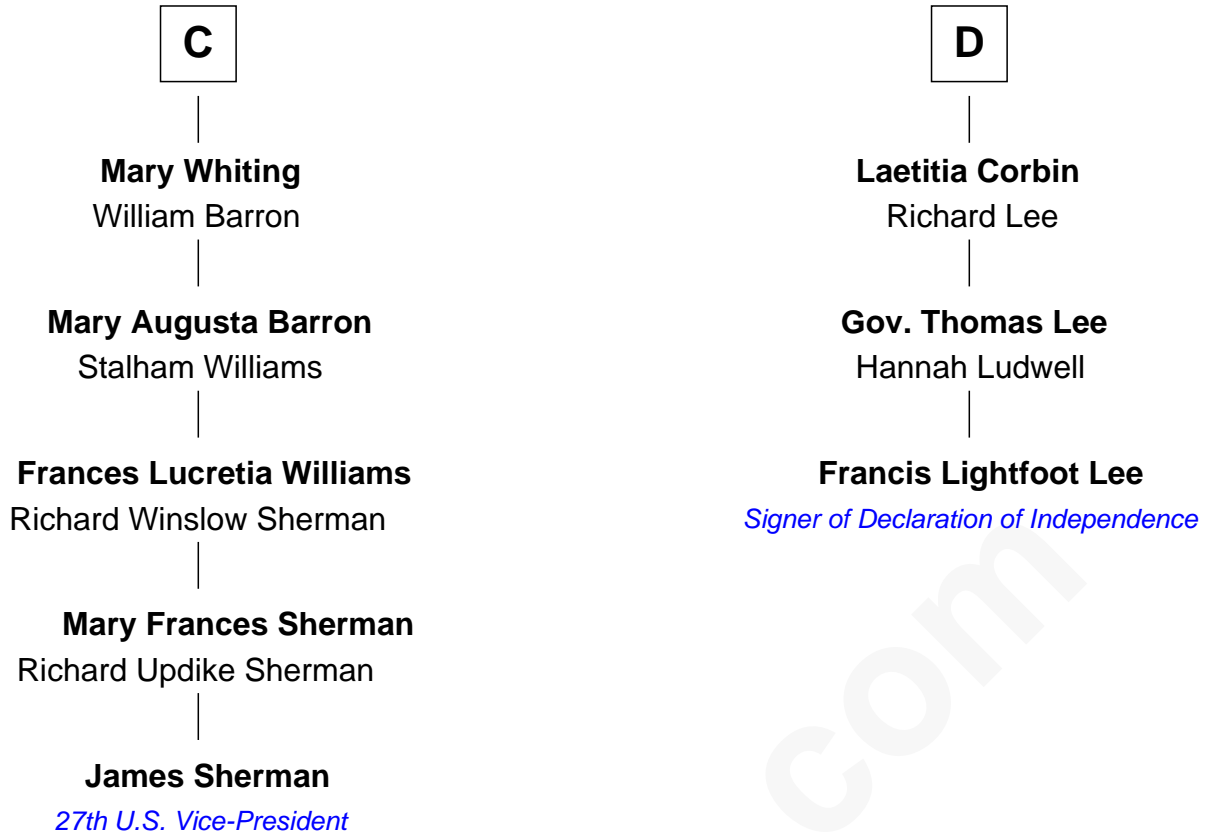 C
Mary Whiting
William Barron
Mary Augusta Barron
Stalham Williams
Frances Lucretia Williams
Richard Winslow Sherman
Mary Frances Sherman
Richard Updike Sherman
James Sherman
27th U.S. Vice-President
D
Laetitia Corbin
Richard Lee
Gov. Thomas Lee
Hannah Ludwell
Francis Lightfoot Lee
Signer of Declaration of Independence
com